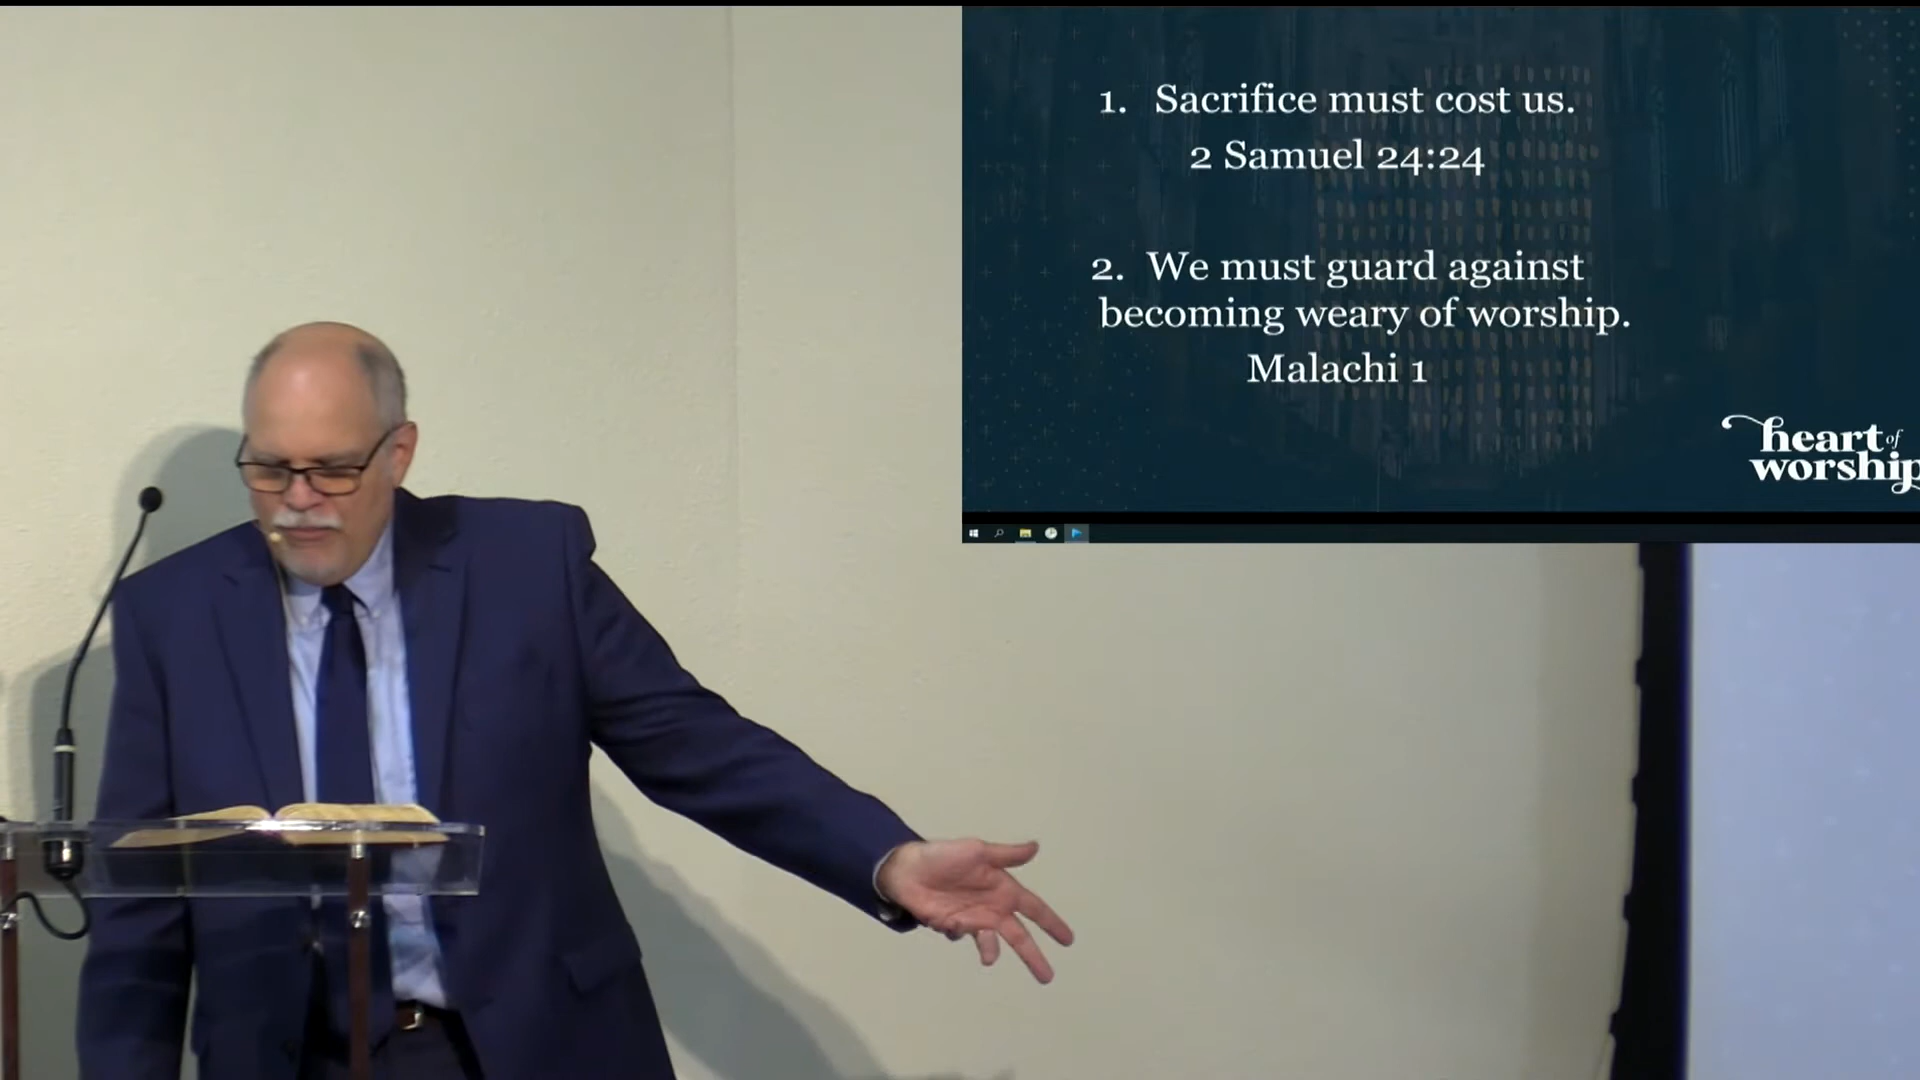 1. Sacrifice must cost us.
2 Samuel 24:24
2. We must guard against
becoming weary of worship.
Malachi 1
heart of
worship